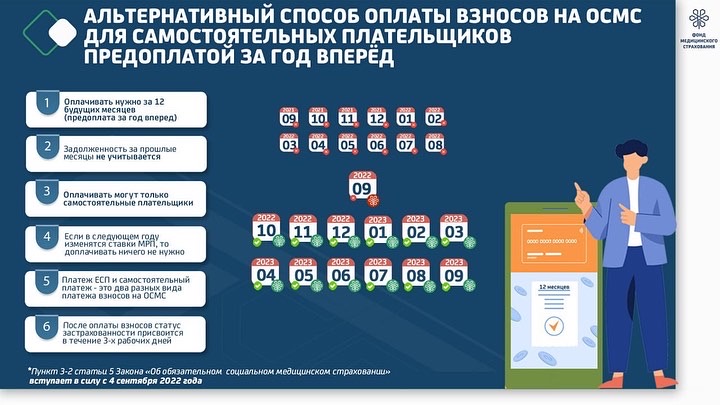 АЛЬТЕРНАТИВНЫЙ СПОСОБ ОПЛАТЫ ВЗНОСОВ НА ОСМС
ДЛЯ САМОСТОЯТЕЛЬНЫХ ПЛАТЕЛЬЩИКОВ
ПРЕДОПЛАТОЙ ЗА ГОД ВПЕРЁД
ФОНД
МЕДИЦИНСКОГО
СТРАХОВАНИЯ
1
Оплачивать нужно за 12
будущих месяцев
(предоплата за год вперед)
2
Задолженность за прошлые
месяцы не учитывается
3
Оплачивать могут только
самостоятельные плательщики
4
Если в следующем году
изменятся ставки МРП, то
доплачивать ничего не нужно
5
Платеж ЕСП и самостоятельный
платеж - это два разных вида
платежа взносов на ОСМС
6
После оплаты взносов статус
застрахованности присвоится
в течение 3-х рабочих дней
2021 2021 2021 2021 2022 2022
09 10 11 12 01 02
2022 2022 2022 2022 2022 2022
03 04 05 06 07 08
2022
09
2022 2022 2022 2023 2023 2023
10 11 12 01 02 03
2023 2023 2023 2023 2023 2023
04 05 06 07 08 09
0000 0000 0000 0000
12 месяцев
*Пункт 3-2 статьи 5 Закона «Об обязательном социальном медицинском страховании»
вступает в силу с 4 сентября 2022 года